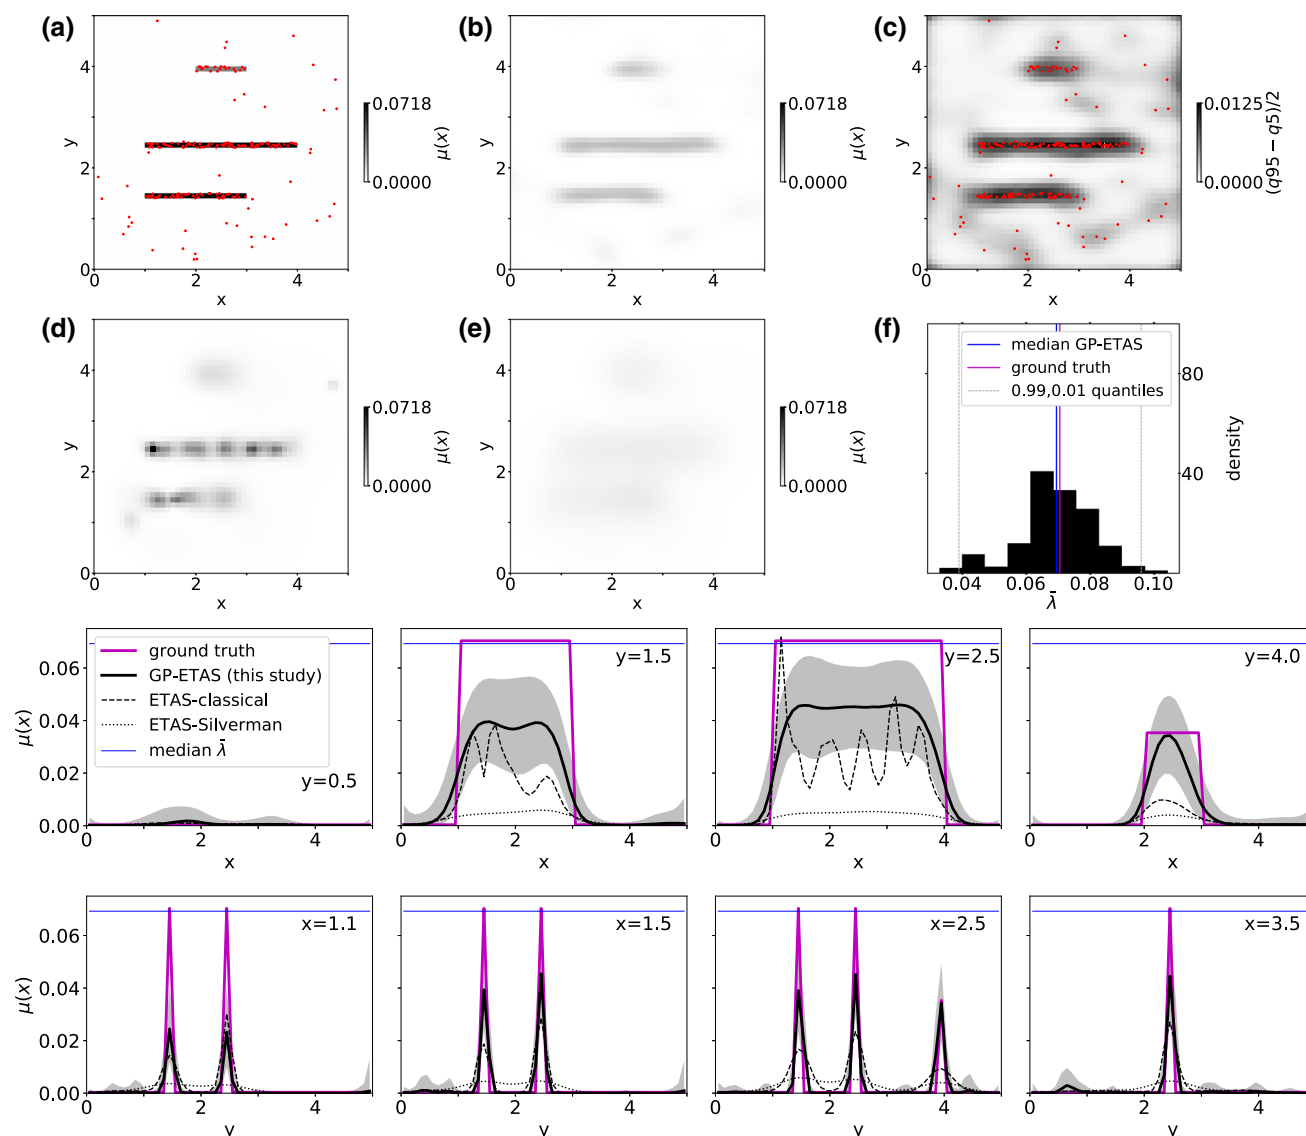 (a)
4
2
0
y
0 2 4
x
0.0718
0.0000
μ(x)
(b)
4
2
0
y
0 2 4
x
0.0718
0.0000
μ(x)
(c)
4
2
0
0 2 4
x
0.0125
0.0000
(q95 − q5)/2
(d)
4
2
0
y
0 2 4
x
0.0718
0.0000
μ(x)
(e)
4
2
0
y
0 2 4
x
0.0718
0.0000
μ(x)
(f)
median GP-ETAS
ground truth
0.99,0.01 quantiles
80
40
density
0.04 0.06 0.08 0.10
λ̄
0.06
0.04
0.02
0.00
μ(x)
ground truth
GP-ETAS (this study)
ETAS-classical
ETAS-Silverman
median λ̄
y=0.5
0 2 4
x
y=1.5
0 2 4
x
y=2.5
0 2 4
x
y=4.0
0 2 4
x
0.06
0.04
0.02
0.00
μ(x)
x=1.1
0 2 4
y
x=1.5
0 2 4
y
x=2.5
0 2 4
y
x=3.5
0 2 4
y